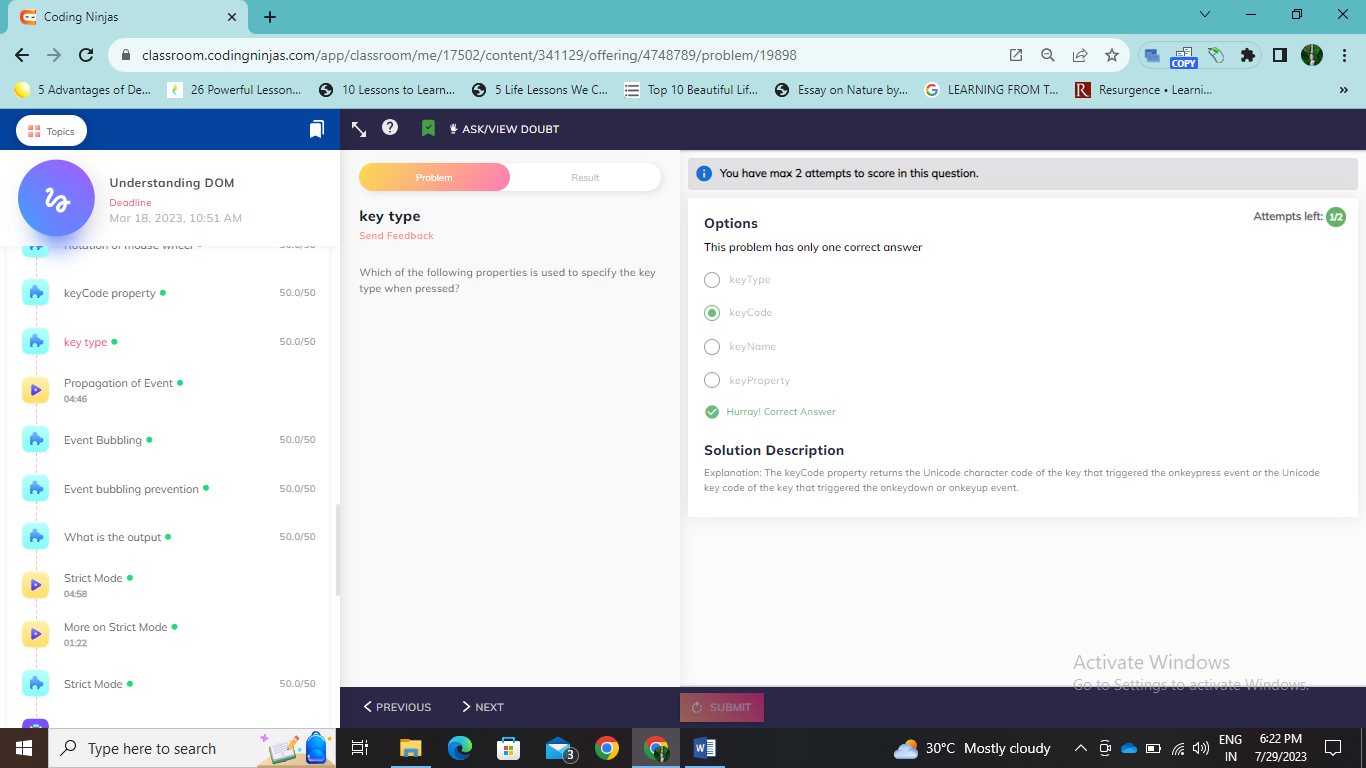 Coding Ninjas
classroom.codingninjas.com/app/classroom/me/17502/content/341129/offering/4748789/problem/19898
COPY
5 Advantages of De...
26 Powerful Lesson...
10 Lessons to Learn...
5 Life Lessons We C...
Top 10 Beautiful Lif...
Essay on Nature by...
LEARNING FROM T...
Resurgence • Learni...
Topics
ASK/VIEW DOUBT
Understanding DOM
Deadline
Mar 18, 2023, 10:51 AM
Rotation of mouse wheel 50.0/50
keyCode property 50.0/50
key type 50.0/50
Propagation of Event
04:46
Event Bubbling 50.0/50
Event bubbling prevention 50.0/50
What is the output 50.0/50
Strict Mode
04:58
More on Strict Mode
01:22
Strict Mode 50.0/50
Problem
Result
key type
Send Feedback
Which of the following properties is used to specify the key
type when pressed?
You have max 2 attempts to score in this question.
Options
Attempts left: 1/2
This problem has only one correct answer
keyType
keyCode
keyName
keyProperty
Hurray! Correct Answer
Solution Description
Explanation: The keyCode property returns the Unicode character code of the key that triggered the onkeypress event or the Unicode
key code of the key that triggered the onkeydown or onkeyup event.
Activate Windows
Go to Settings to activate Windows.
PREVIOUS
NEXT
SUBMIT
Type here to search
3
30°C Mostly cloudy
ENG
IN
6:22 PM
7/29/2023